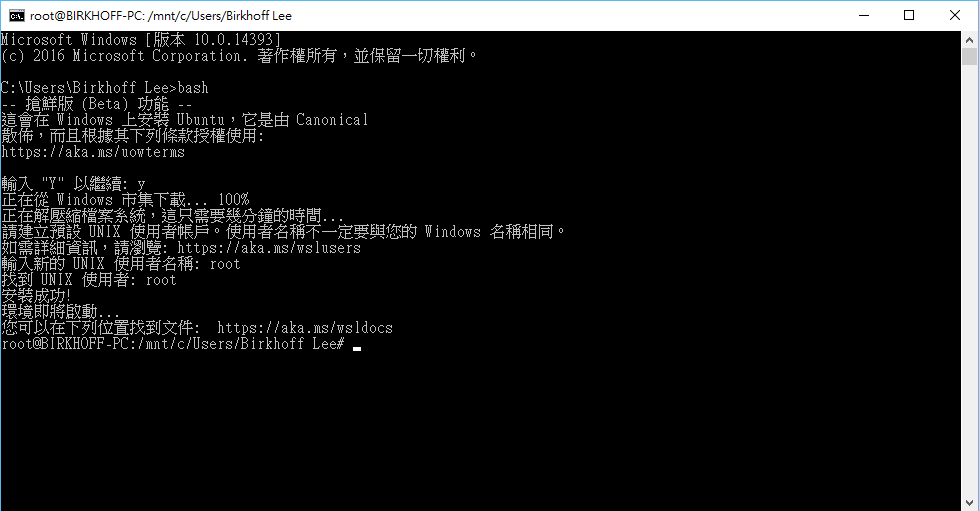 root@BIRKHOFF-PC: /mnt/c/Users/Birkhoff Lee
Microsoft Windows [版本 10.0.14393]
(c) 2016 Microsoft Corporation. 著作權所有，並保留一切權利。
C:\Users\Birkhoff Lee>bash
-- 搶鮮版 (Beta) 功能 --
這會在 Windows 上安裝 Ubuntu，它是由 Canonical
散佈，而且根據其下列條款授權使用:
https://aka.ms/uowterms
輸入 "Y" 以繼續: y
正在從 Windows 市集下載... 100%
正在解壓縮檔案系統，這只需要幾分鐘的時間...
請建立預設 UNIX 使用者帳戶。使用者名稱不一定要與您的 Windows 名稱相同。
如需詳細資訊，請瀏覽: https://aka.ms/wslusers
輸入新的 UNIX 使用者名稱: root
找到 UNIX 使用者: root
安裝成功!
環境即將啟動...
您可以在下列位置找到文件:  https://aka.ms/wsldocs
root@BIRKHOFF-PC:/mnt/c/Users/Birkhoff Lee#